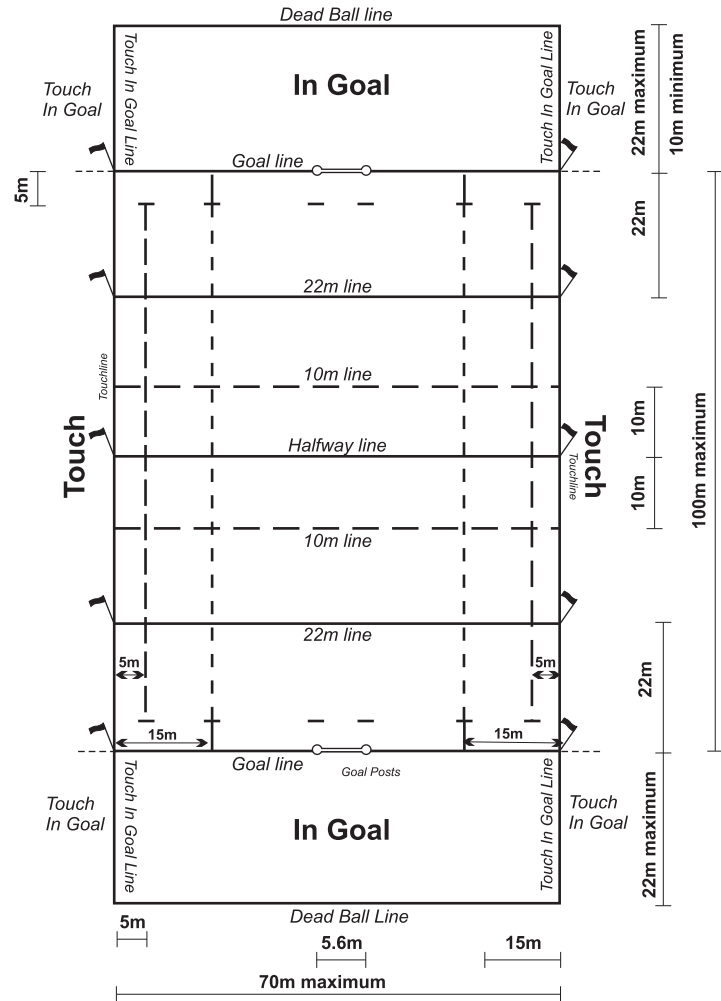 Dead Ball line
Touch In Goal Line
In Goal
Touch In Goal Line
Touch
In Goal
Touch
In Goal
22m maximum
10m minimum
Goal line
5m
22m
22m line
Touchline
10m line
10m
Touch
Halfway line
Touch
Touchline
10m
100m maximum
10m line
22m line
5m
5m
22m
15m
15m
Goal line
Goal Posts
Touch In Goal Line
In Goal
Touch In Goal Line
Touch
In Goal
Touch
In Goal
22m maximum
Dead Ball Line
5m
5.6m
15m
70m maximum